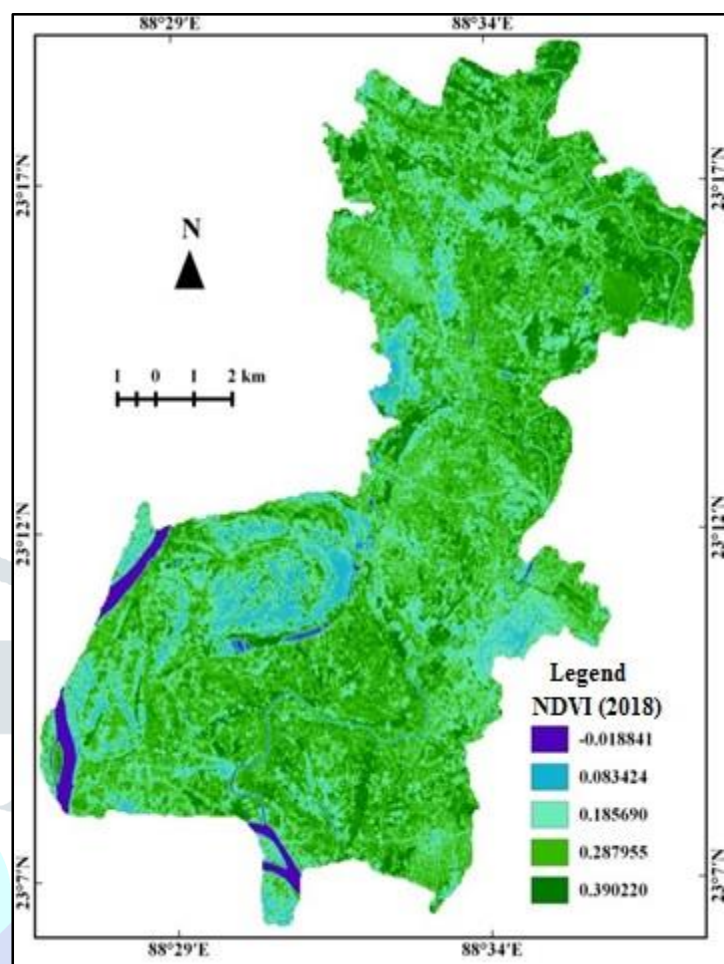 88°29′E 88°34′E
23°17′N 23°17′N
N
1 0 1 2 km
23°12′N 23°12′N
Legend
NDVI (2018)
-0.018841
0.083424
0.185690
0.287955
0.390220
23°7′N 23°7′N
88°29′E 88°34′E